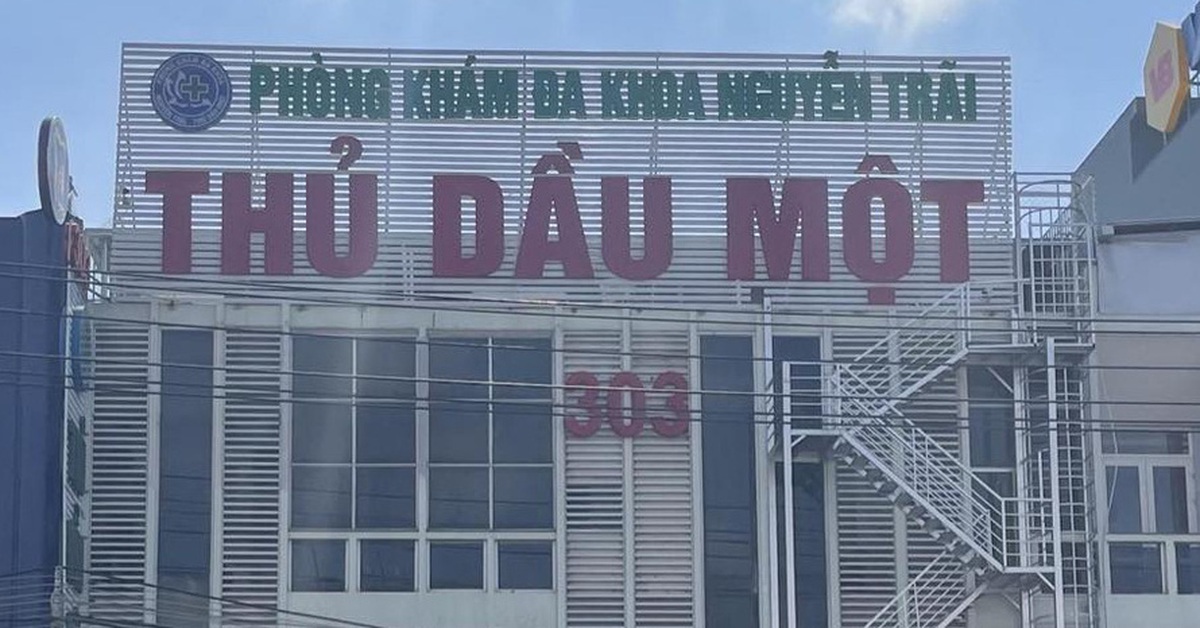 PHÒNG KHÁM ĐA KHOA NGUYỄN TRÃI
THỦ DẦU MỘT
303